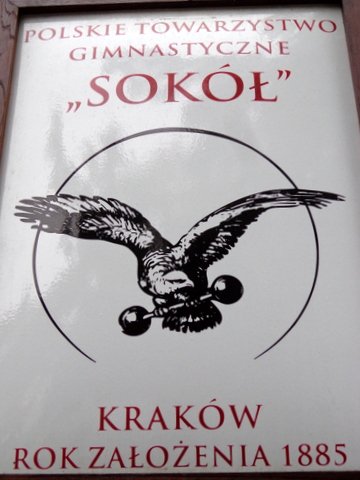 POLSKIE TOWARZYSTWO
GIMNASTYCZNE
„SOKÓŁ”
KRAKÓW
ROK ZAŁOŻENIA 1885